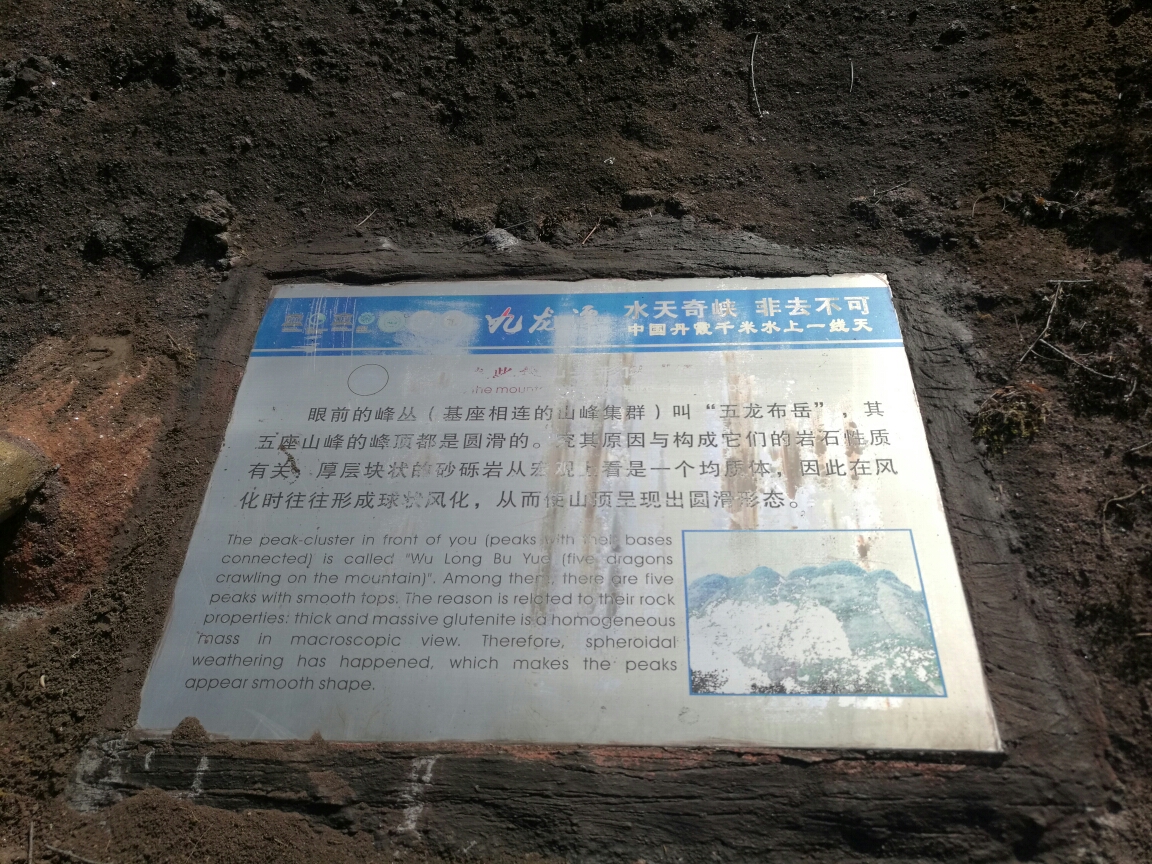 九龙
水天奇峡 非去不可
中国丹霞千米水上一线天
眼前的峰丛（基座相连的山峰集群）叫“五龙布岳”，其
五座山峰的峰顶都是圆滑的。究其原因与构成它们的岩石性质
有关，厚层块状的砂砾岩从宏观上看是一个均质体，因此在风
化时往往形成球状风化，从而使山顶呈现出圆滑形态。
The peak-cluster in front of you (peaks with their bases
connected) is called "Wu Long Bu Yue (five dragons
crawling on the mountain)". Among them, there are five
peaks with smooth tops. The reason is related to their rock
properties: thick and massive glutenite is a homogeneous
mass in macroscopic view. Therefore, spheroidal
weathering has happened, which makes the peaks
appear smooth shape.